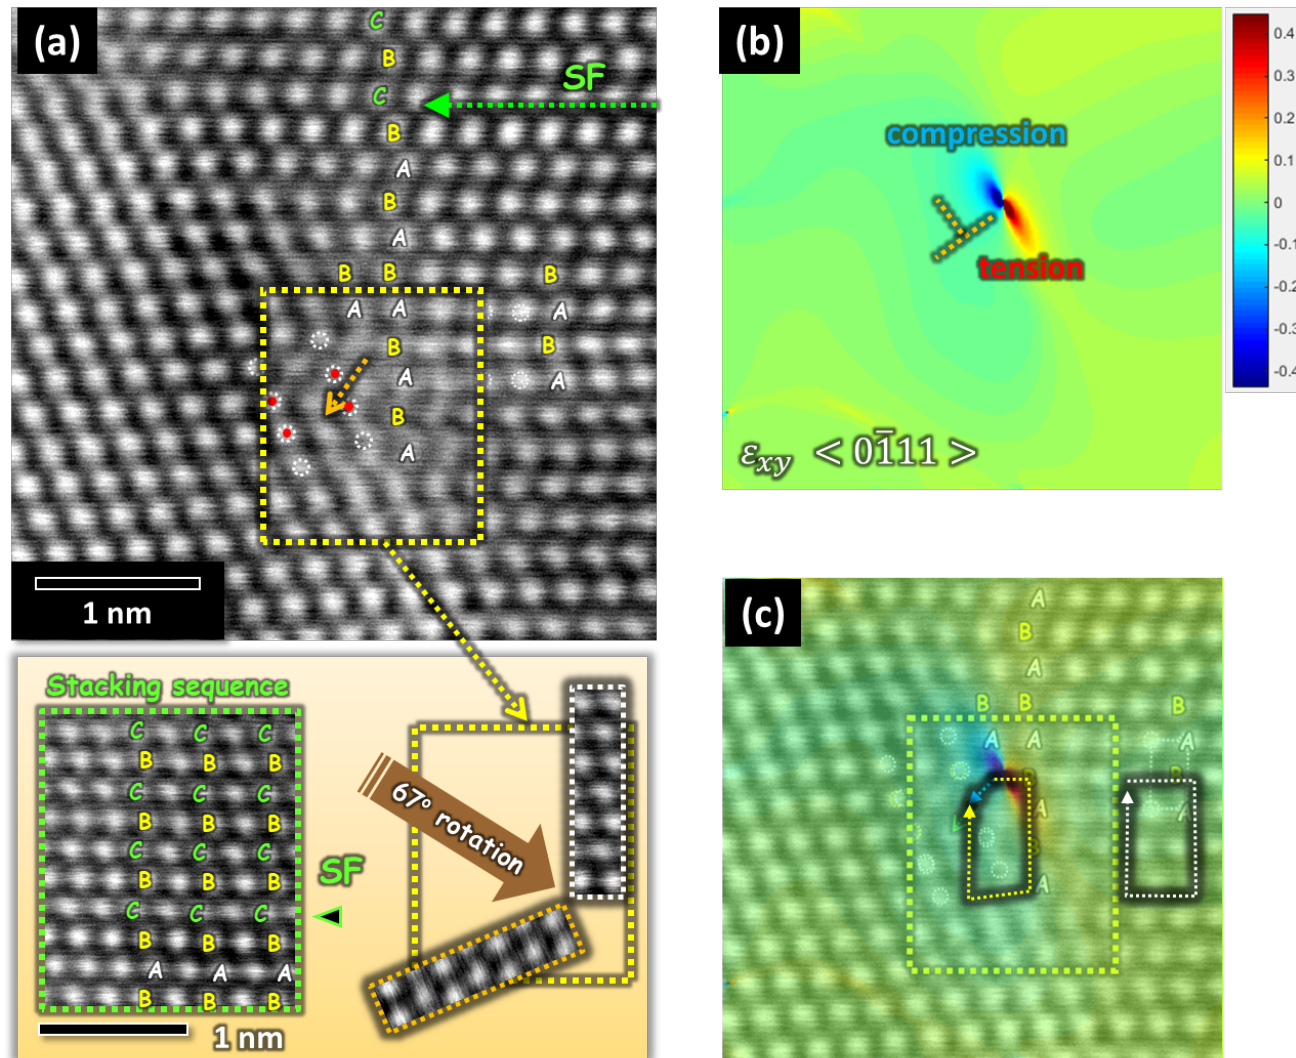 (a)
C
B
C
SF
B
A
B
A
B B B
A A A
B B
A A
B
A
1 nm
(b)
compression
tension
εxy < 01̅11 >
0.4
0.3
0.2
0.1
0
-0.1
-0.2
-0.3
-0.4
Stacking sequence
C C C
B B B
C C C
B B B
C C C
B B B
C C C
B B B
A A A
B B B
1 nm
SF
67° rotation
(c)
A
B
A
B B B
A A A
B B
A A
A